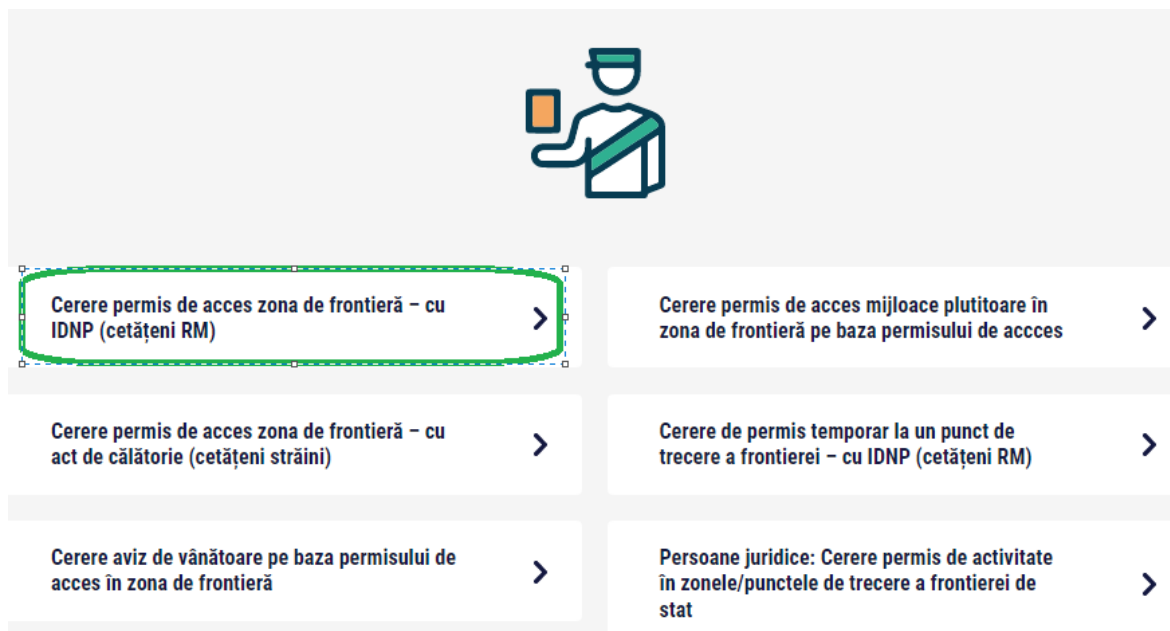 Cerere permis de acces zona de frontieră – cu
IDNP (cetățeni RM)
Cerere permis de acces mijloace plutitoare în
zona de frontieră pe baza permisului de accces
Cerere permis de acces zona de frontieră – cu
act de călătorie (cetățeni străini)
Cerere de permis temporar la un punct de
trecere a frontierei – cu IDNP (cetățeni RM)
Cerere aviz de vânătoare pe baza permisului de
acces în zona de frontieră
Persoane juridice: Cerere permis de activitate
în zonele/punctele de trecere a frontierei de
stat